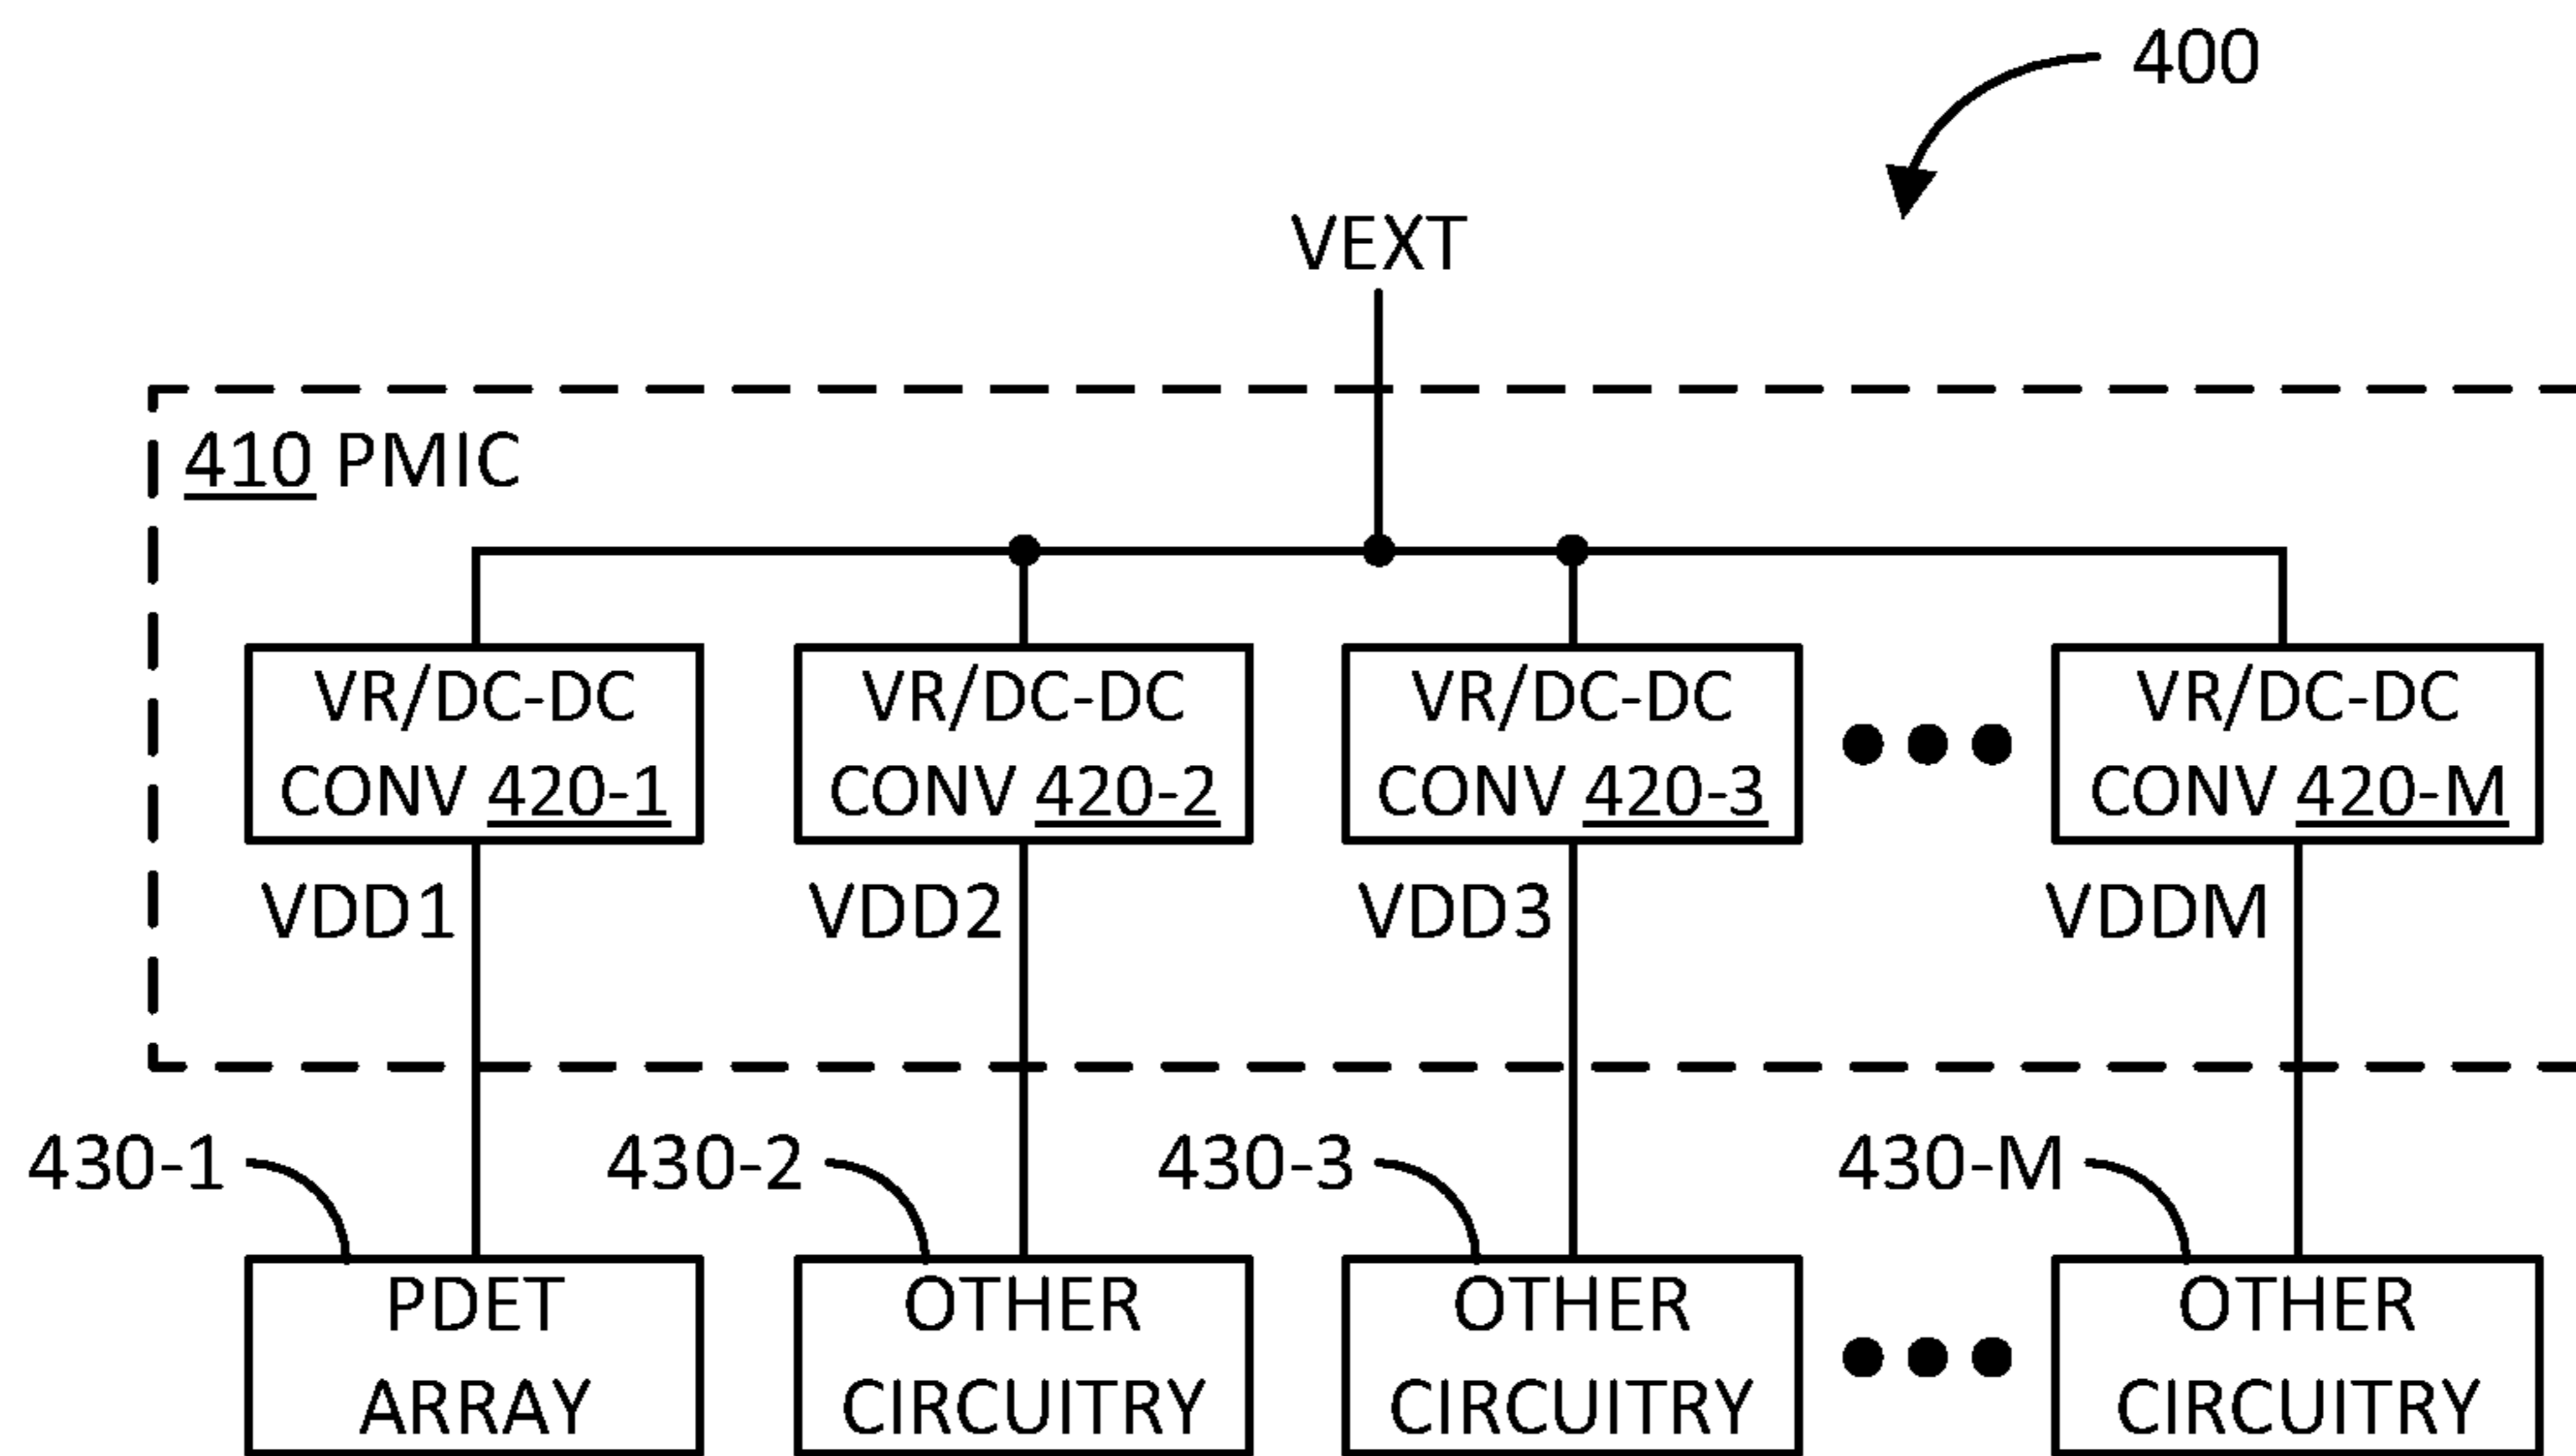 400
VEXT
410 PMIC
VR/DC-DC
CONV 420-1
VR/DC-DC
CONV 420-2
VR/DC-DC
CONV 420-3
VR/DC-DC
CONV 420-M
VDD1
VDD2
VDD3
VDDM
430-1
430-2
430-3
430-M
PDET
ARRAY
OTHER
CIRCUITRY
OTHER
CIRCUITRY
OTHER
CIRCUITRY